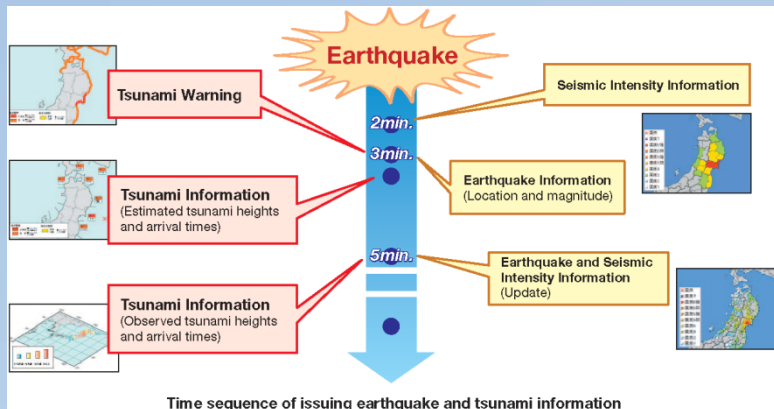 Earthquake
Seismic Intensity Information
Tsunami Warning
2min.
3min.
Tsunami Information
(Estimated tsunami heights
and arrival times)
Earthquake Information
(Location and magnitude)
5min.
Earthquake and Seismic
Intensity Information
(Update)
Tsunami Information
(Observed tsunami heights
and arrival times)
Time sequence of issuing earthquake and tsunami information